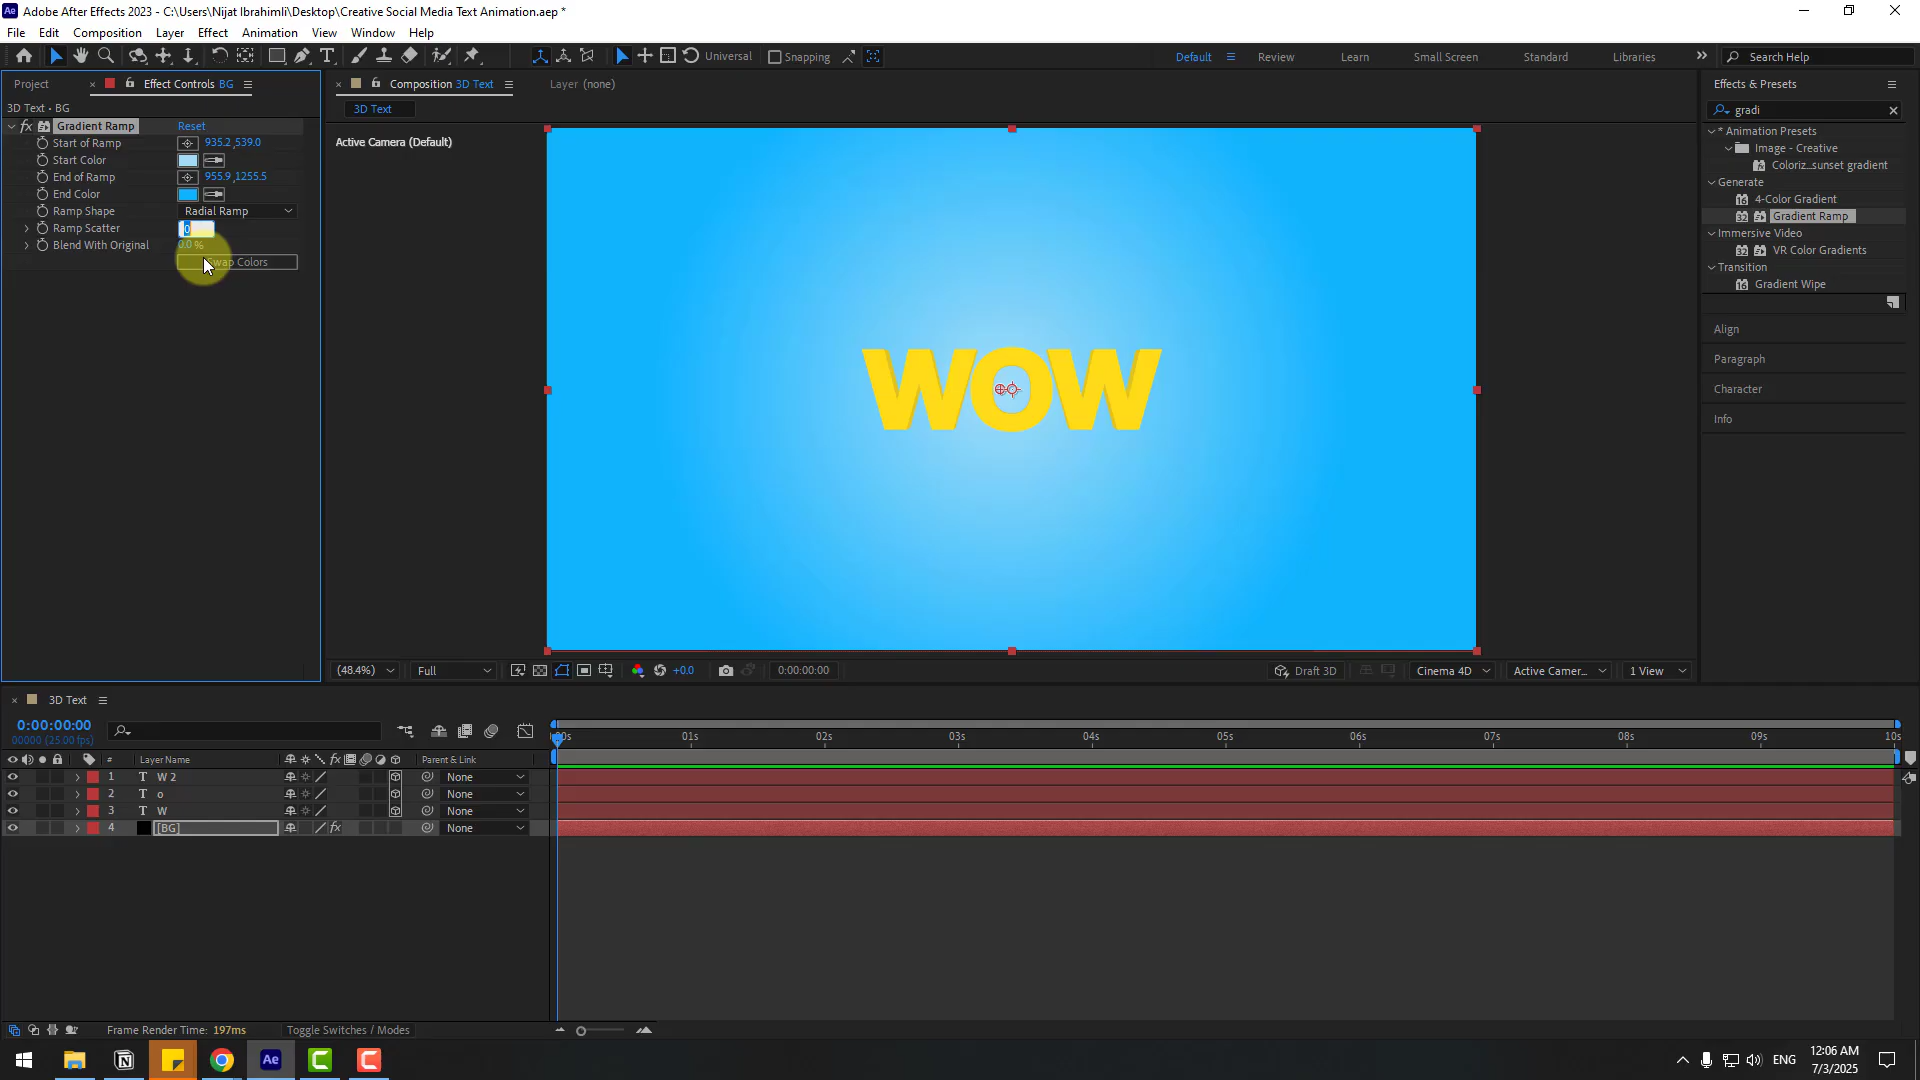 Adobe After Effects 2023 - C:\Users\Nijat Ibrahimli\Desktop\Creative Social Media Text Animation.aep *
File Edit Composition Layer Effect Animation View Window Help
Universal Snapping Default Review Learn Small Screen Standard Libraries Search Help
Project Effect Controls BG
3D Text • BG
fx Gradient Ramp Reset
Start of Ramp 935.2,539.0
Start Color
End of Ramp 955.9,1255.5
End Color
Ramp Shape Radial Ramp
Ramp Scatter 0
Blend With Original 0.0 %
Swap Colors
Composition 3D Text Layer (none)
3D Text
Active Camera (Default)
WOW
(48.4%) Full +0.0 0:00:00:00 Draft 3D Cinema 4D Active Camer... 1 View
Effects & Presets
gradi
* Animation Presets
Image - Creative
Coloriz...sunset gradient
Generate
4-Color Gradient
Gradient Ramp
Immersive Video
VR Color Gradients
Transition
Gradient Wipe
Align
Paragraph
Character
Info
3D Text
0:00:00:00
00000 (25.00 fps)
:00s 01s 02s 03s 04s 05s 06s 07s 08s 09s 10s
# Layer Name fx Parent & Link
1 T W 2 None
2 T o None
3 T W None
4 [BG] fx None
Frame Render Time: 197ms Toggle Switches / Modes
Ae ENG 12:06 AM
7/3/2025